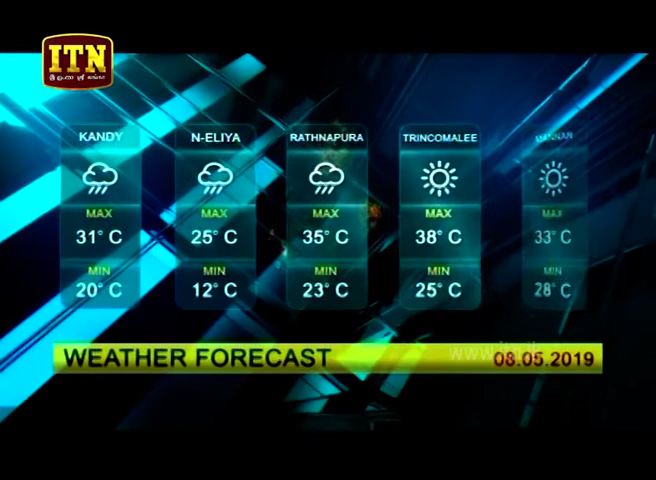 ITN
KANDY
MAX
31° C
MIN
20° C
N-ELIYA
MAX
25° C
MIN
12° C
RATHNAPURA
MAX
35° C
MIN
23° C
TRINCOMALEE
MAX
38° C
MIN
25° C
MANNAR
MAX
33° C
MIN
28° C
WEATHER FORECAST
08.05.2019